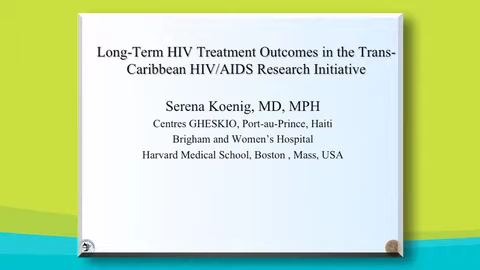 Long-Term HIV Treatment Outcomes in the Trans-
Caribbean HIV/AIDS Research Initiative
Serena Koenig, MD, MPH
Centres GHESKIO, Port-au-Prince, Haiti
Brigham and Women's Hospital
Harvard Medical School, Boston , Mass, USA